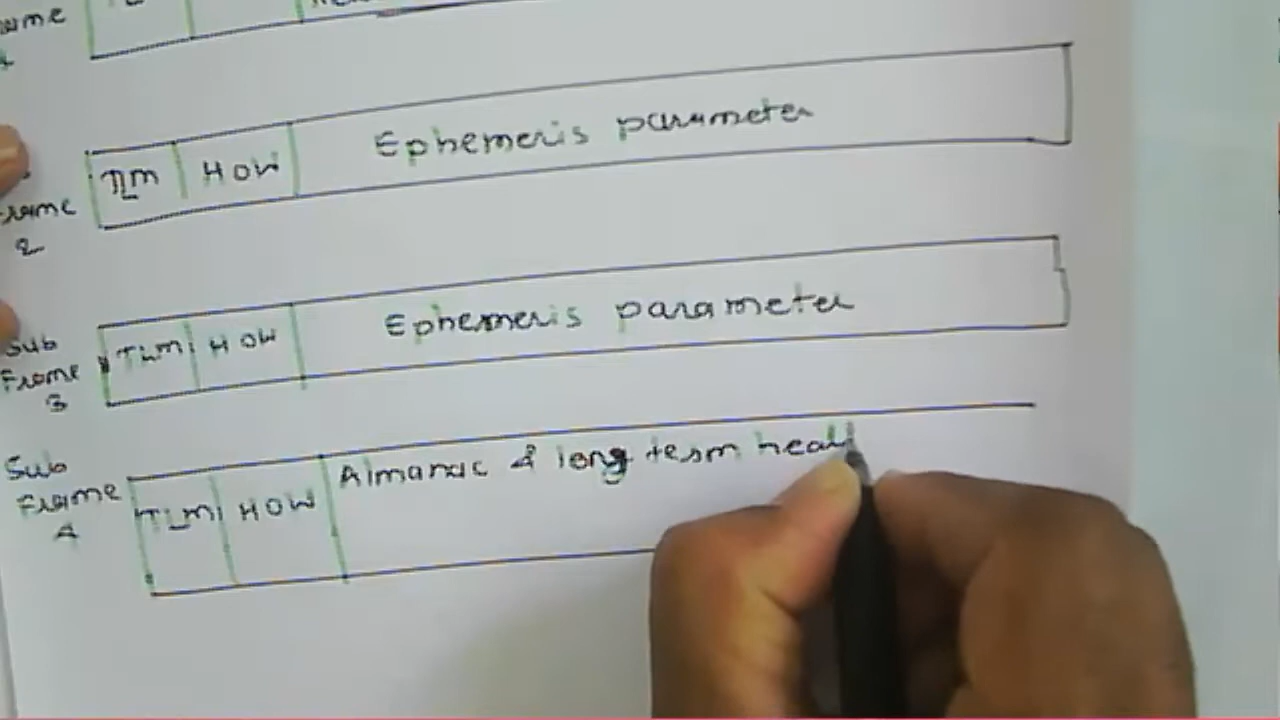 TLM HOW Ephemeris parameter
2
TLM HOW Ephemeris parameter
Sub
Frame
3
Sub
Frame
4
TLM HOW Almanac & long term heal